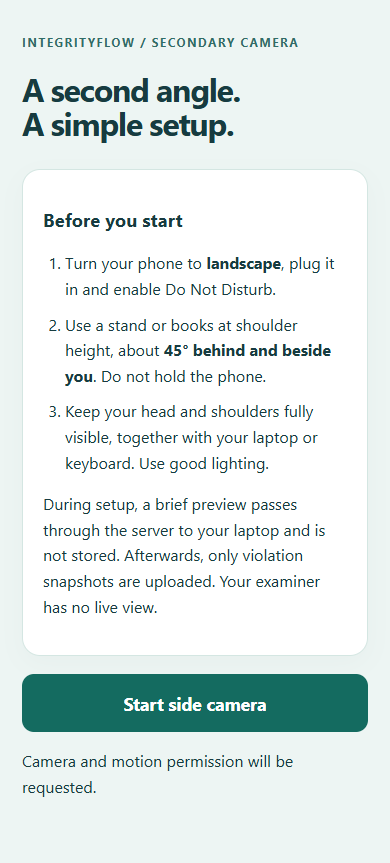 INTEGRITYFLOW / SECONDARY CAMERA
A second angle.
A simple setup.
Before you start
1. Turn your phone to landscape, plug it
in and enable Do Not Disturb.
2. Use a stand or books at shoulder
height, about 45° behind and beside
you. Do not hold the phone.
3. Keep your head and shoulders fully
visible, together with your laptop or
keyboard. Use good lighting.
During setup, a brief preview passes
through the server to your laptop and is
not stored. Afterwards, only violation
snapshots are uploaded. Your examiner
has no live view.
Start side camera
Camera and motion permission will be
requested.